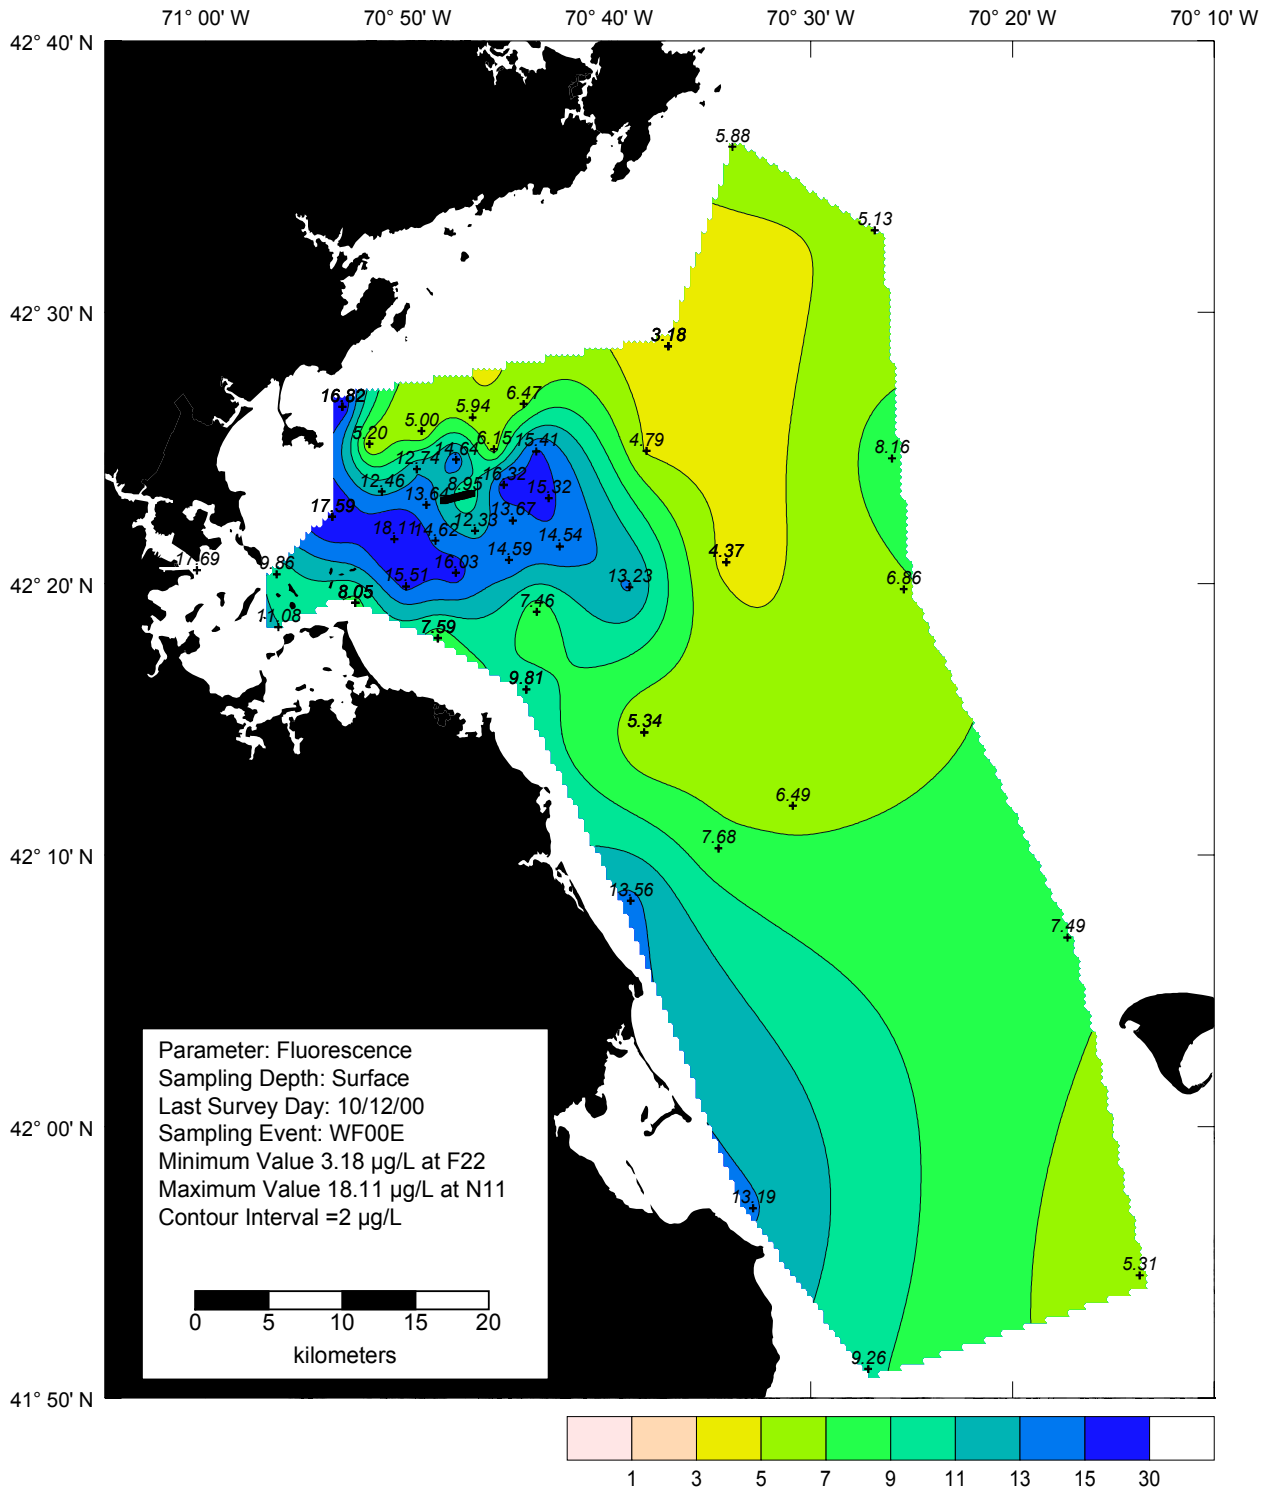 71° 00' W 70° 50' W 70° 40' W 70° 30' W 70° 20' W 70° 10' W
42° 40' N
5.88
5.13
42° 30' N
3.18
16.82
6.47
5.94
5.00
5.20
6.15
15.41
4.79
14.64
12.74
8.16
16.32
12.46
8.95
15.32
13.64
17.59
13.67
12.33
18.11
14.62
14.54
4.37
14.59
17.69
9.86
16.03
15.51
13.23
6.86
42° 20' N
8.05
7.46
11.08
7.59
9.81
5.34
6.49
7.68
42° 10' N
13.56
7.49
Parameter: Fluorescence
Sampling Depth: Surface
Last Survey Day: 10/12/00
Sampling Event: WF00E
Minimum Value 3.18 µg/L at F22
Maximum Value 18.11 µg/L at N11
Contour Interval =2 µg/L
0 5 10 15 20
kilometers
42° 00' N
13.19
5.31
9.26
41° 50' N
1 3 5 7 9 11 13 15 30